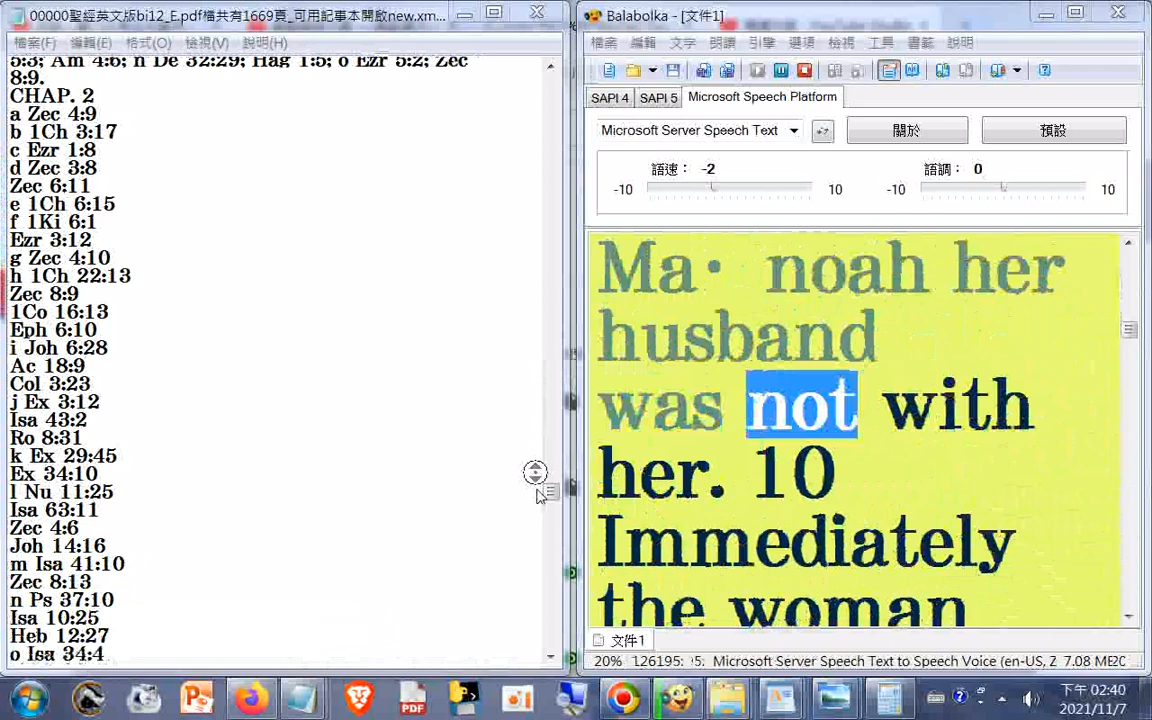 00000聖經英文版bi12_E.pdf檔共有1669頁_可用記事本開啟new.xm...
檔案(F) 編輯(E) 格式(O) 檢視(V) 說明(H)
5:3; Am 4:6; n De 32:29; Hag 1:5; o Ezr 5:2; Zec
8:9.
CHAP. 2
a Zec 4:9
b 1Ch 3:17
c Ezr 1:8
d Zec 3:8
Zec 6:11
e 1Ch 6:15
f 1Ki 6:1
Ezr 3:12
g Zec 4:10
h 1Ch 22:13
Zec 8:9
1Co 16:13
Eph 6:10
i Joh 6:28
Ac 18:9
Col 3:23
j Ex 3:12
Isa 43:2
Ro 8:31
k Ex 29:45
Ex 34:10
l Nu 11:25
Isa 63:11
Zec 4:6
Joh 14:16
m Isa 41:10
Zec 8:13
n Ps 37:10
Isa 10:25
Heb 12:27
o Isa 34:4
Balabolka - [文件1]
檔案 編輯 文字 朗讀 引擎 選項 檢視 工具 書籤 說明
SAPI 4 SAPI 5 Microsoft Speech Platform
Microsoft Server Speech Text 關於 預設
語速： -2 語調： 0
-10 10 -10 10
Ma· noah her
husband
was not with
her. 10
Immediately
the woman
文件1
20% 126195: Microsoft Server Speech Text to Speech Voice (en-US, 7.08 ME
PDF
下午 02:40
2021/11/7